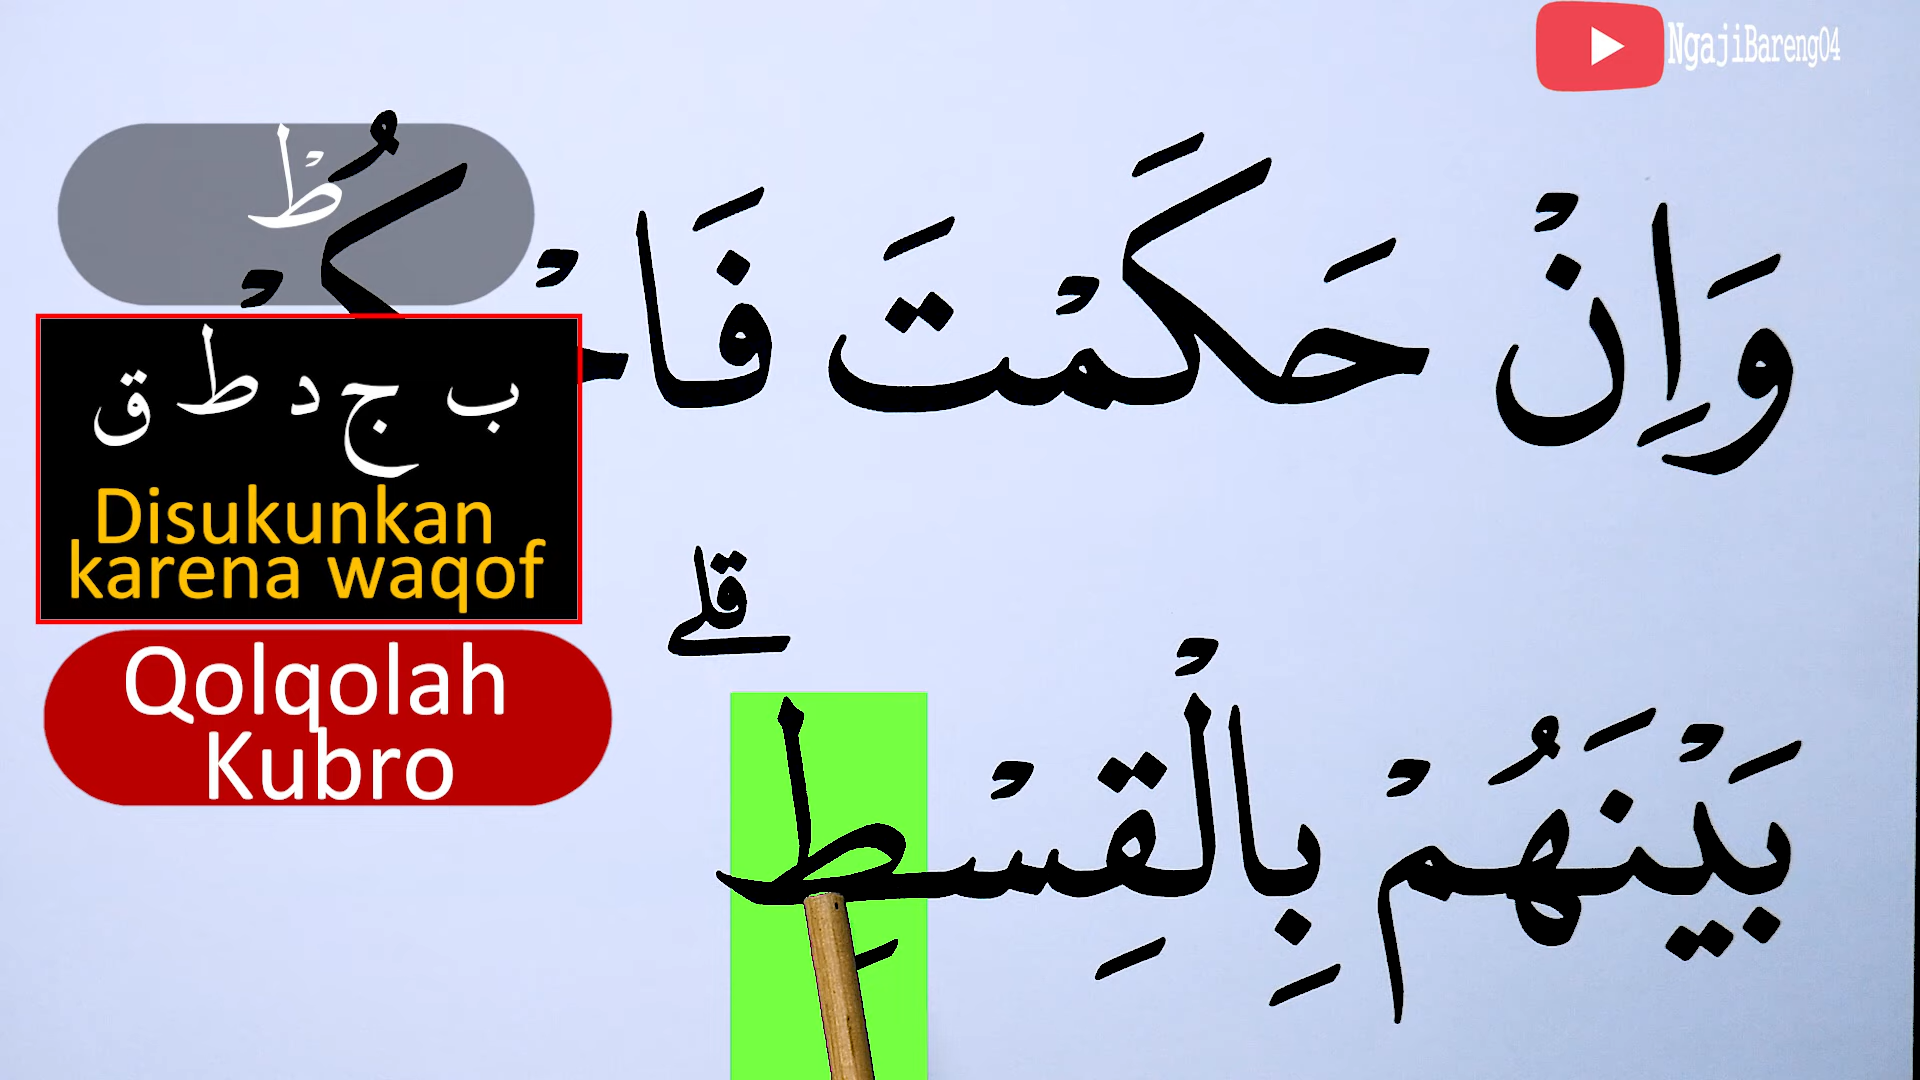 NgajiBareng04
وَاِنْ حَكَمْتَ فَاحْكُمْ
طْ
ب ج د ط ق
Disukunkan
karena waqof
Qolqolah
Kubro
قلے
بَيْنَهُمْ بِالْقِسْطِ